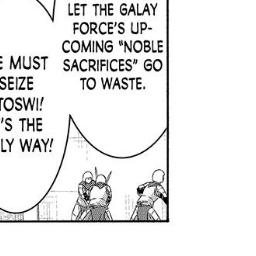 LET THE GALAY
FORCE'S UP-
COMING "NOBLE
SACRIFICES" GO
TO WASTE.
MUST
SEIZE
TOSWI!
'S THE
LY WAY!